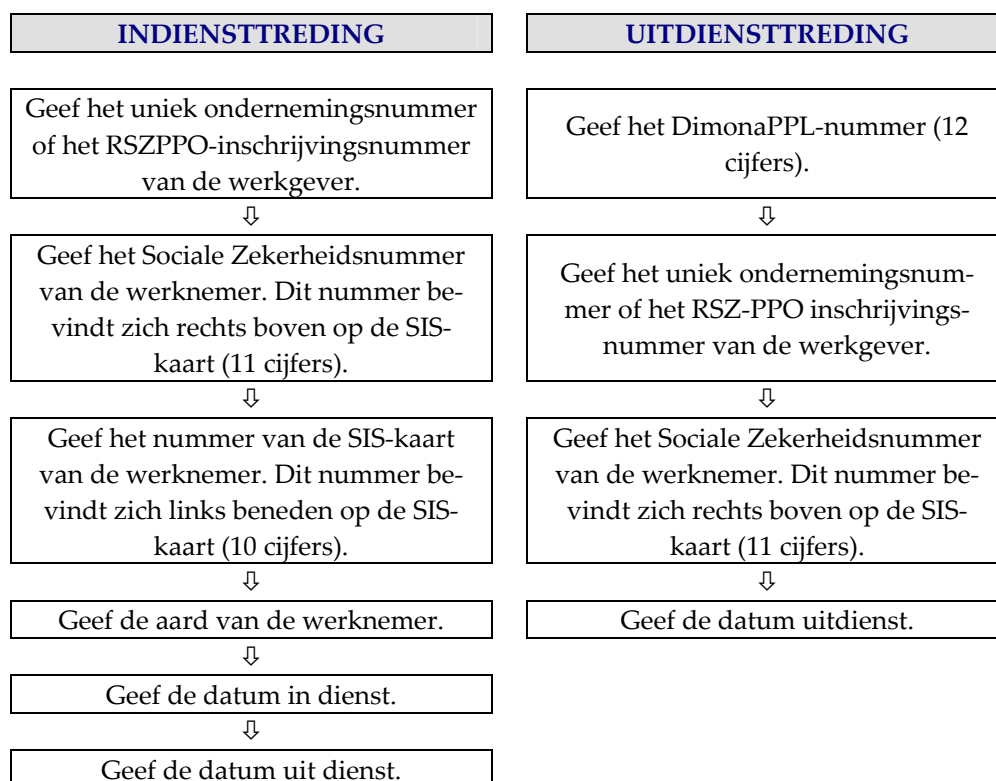 INDIENSTTREDING
Geef het uniek ondernemingsnummer
of het RSZPPO-inschrijvingsnummer
van de werkgever.
⇩
Geef het Sociale Zekerheidsnummer
van de werknemer. Dit nummer be-
vindt zich rechts boven op de SIS-
kaart (11 cijfers).
⇩
Geef het nummer van de SIS-kaart
van de werknemer. Dit nummer be-
vindt zich links beneden op de SIS-
kaart (10 cijfers).
⇩
Geef de aard van de werknemer.
⇩
Geef de datum in dienst.
⇩
Geef de datum uit dienst.
UITDIENSTTREDING
Geef het DimonaPPL-nummer (12
cijfers).
⇩
Geef het uniek ondernemingsnum-
mer of het RSZ-PPO inschrijvings-
nummer van de werkgever.
⇩
Geef het Sociale Zekerheidsnummer
van de werknemer. Dit nummer be-
vindt zich rechts boven op de SIS-
kaart (11 cijfers).
⇩
Geef de datum uitdienst.